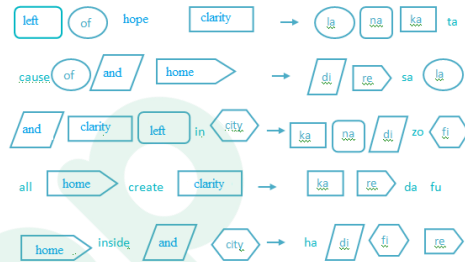 left of hope clarity → la na ka ta
cause of and home → di re sa la
and clarity left in city → ka na di zo fi
all home create clarity → ka re da fu
home inside and city → ha di fi re